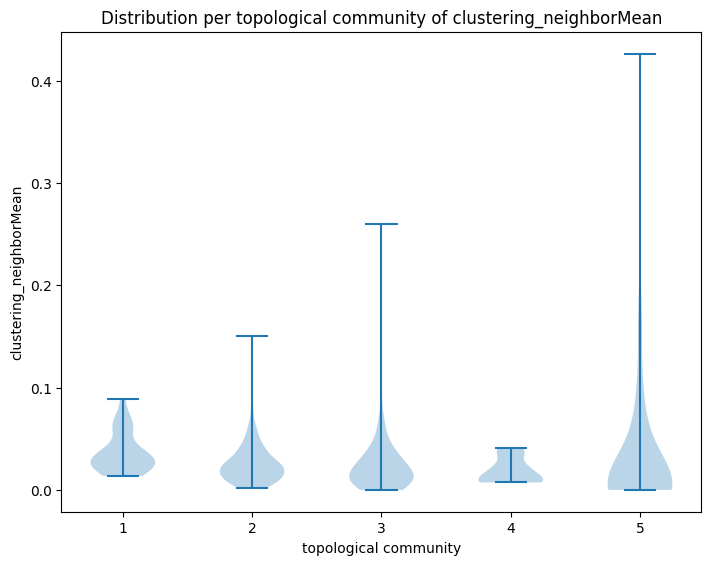 Distribution per topological community of clustering_neighborMean
clustering_neighborMean
0.4
0.3
0.2
0.1
0.0
1 2 3 4 5
topological community